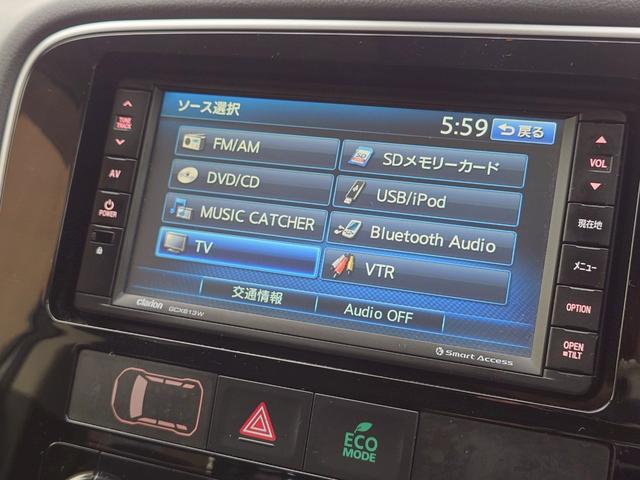 ソース選択
5:59
戻る
FM/AM
SDメモリーカード
DVD/CD
USB/iPod
MUSIC CATCHER
Bluetooth Audio
TV
VTR
交通情報
Audio OFF
TUNE
TRACK
AV
POWER
VOL
現在地
メニュー
OPTION
OPEN
TILT
clarion
GCX613W
Smart Access
ECO
MODE